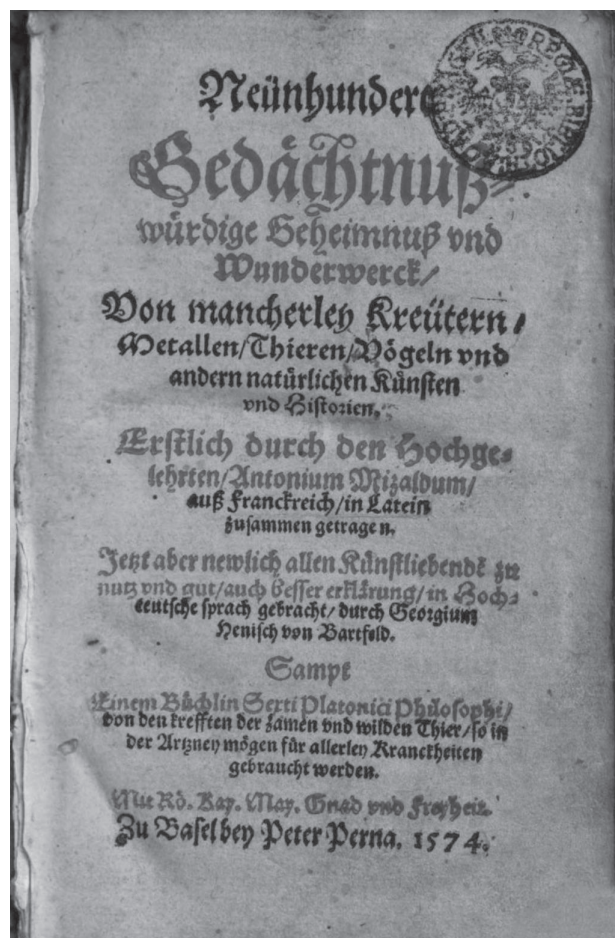 Neünhundert
Gedächtnuß-
würdige Geheimnuß vnd
Wunderwerck/
Von mancherley Kreütern/
Metallen/Thieren/Vögeln vnd
andern natürlichen Künsten
vnd Historien.
Erstlich durch den Hochge-
lehrten/Antonium Mizaldum/
auß Franckreich/in Latein
zusammen getragen.
Jetzt aber newlich allen Künstliebendē zu
nutz vnd gut/auch besser erklärung/in Hoch-
teutsche sprach gebracht/durch Georgium
Henisch von Bartfeld.
Sampt
Einem Büchlin Sexti Platonici Philosophi/
von den krefften der zamen vnd wilden Thier/so in
der Artzney mögen für allerley Kranckheiten
gebraucht werden.
Mit Rö. Kay. May. Gnad vnd Freyheit.
Zu Basel bey Peter Perna. 1574.